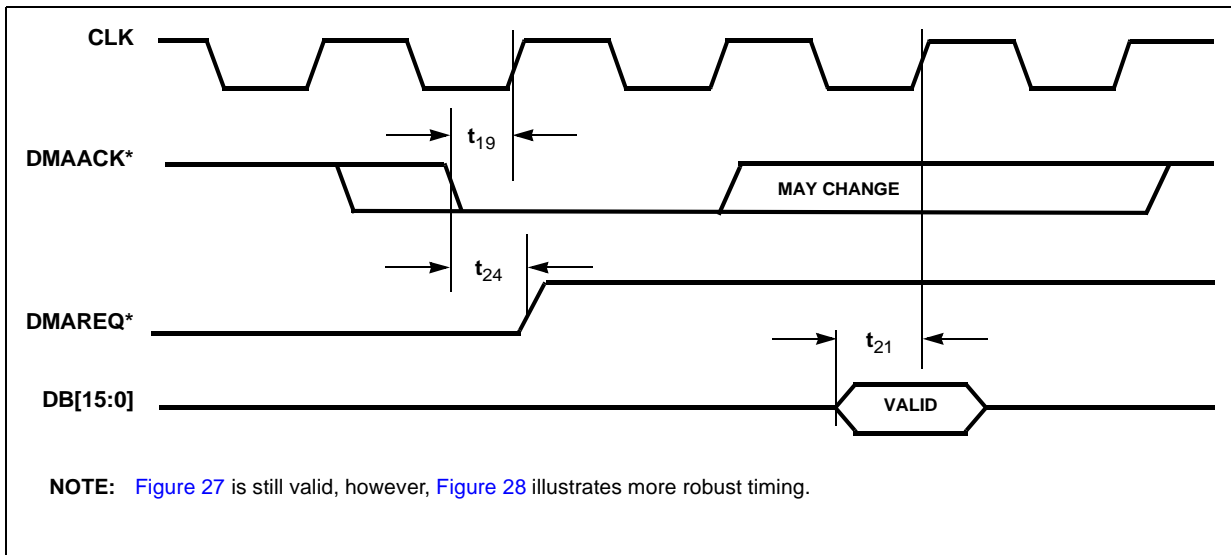 CLK
t19
DMAACK*
MAY CHANGE
t24
DMAREQ*
t21
DB[15:0]
VALID
NOTE: Figure 27 is still valid, however, Figure 28 illustrates more robust timing.